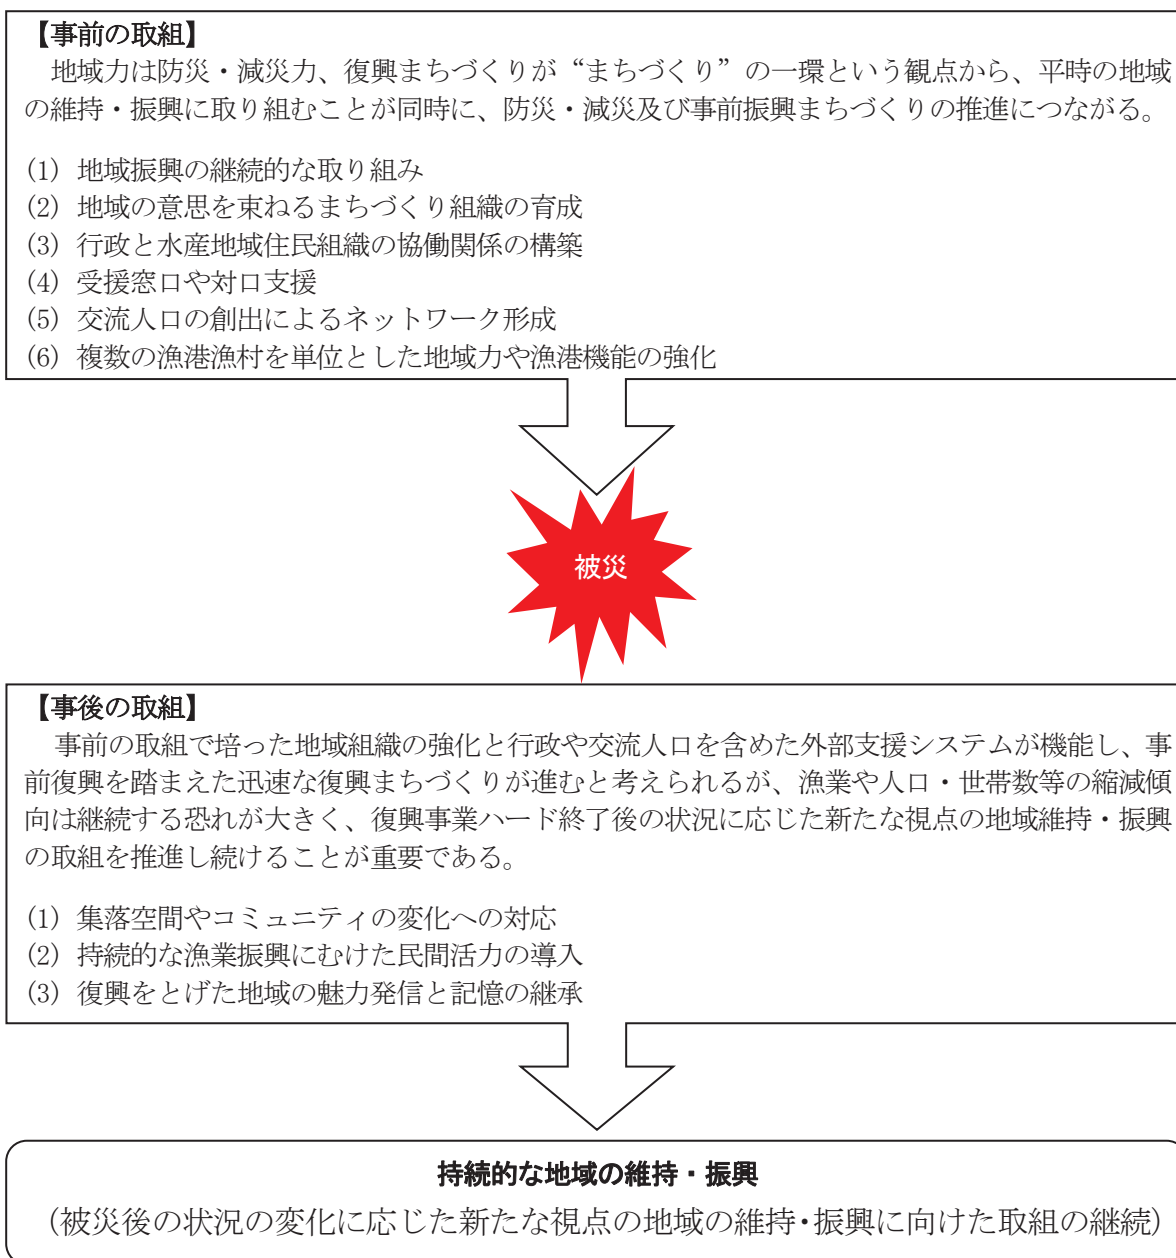 【事前の取組】
地域力は防災・減災力、復興まちづくりが“まちづくり”の一環という観点から、平時の地域
の維持・振興に取り組むことが同時に、防災・減災及び事前振興まちづくりの推進につながる。
(1) 地域振興の継続的な取り組み
(2) 地域の意思を束ねるまちづくり組織の育成
(3) 行政と水産地域住民組織の協働関係の構築
(4) 受援窓口や対口支援
(5) 交流人口の創出によるネットワーク形成
(6) 複数の漁港漁村を単位とした地域力や漁港機能の強化
被災
【事後の取組】
事前の取組で培った地域組織の強化と行政や交流人口を含めた外部支援システムが機能し、事
前復興を踏まえた迅速な復興まちづくりが進むと考えられるが、漁業や人口・世帯数等の縮減傾
向は継続する恐れが大きく、復興事業ハード終了後の状況に応じた新たな視点の地域維持・振興
の取組を推進し続けることが重要である。
(1) 集落空間やコミュニティの変化への対応
(2) 持続的な漁業振興にむけた民間活力の導入
(3) 復興をとげた地域の魅力発信と記憶の継承
持続的な地域の維持・振興
(被災後の状況の変化に応じた新たな視点の地域の維持・振興に向けた取組の継続)